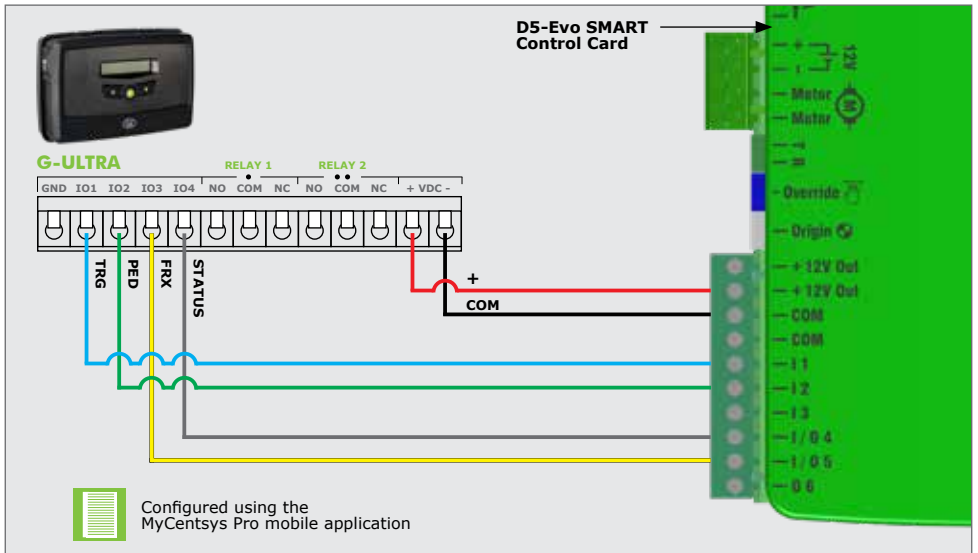 D5-Evo SMART
Control Card
G-ULTRA
RELAY 1
RELAY 2
GND IO1 IO2 IO3 IO4 NO COM NC NO COM NC + VDC -
TRG
PED
FRX
STATUS
+
COM
+
-
12V
Motor
Motor
M
Override
Origin
+ 12V Out
+ 12V Out
COM
COM
I 1
I 2
I 3
I / O 4
I / O 5
O 6
Configured using the
MyCentsys Pro mobile application